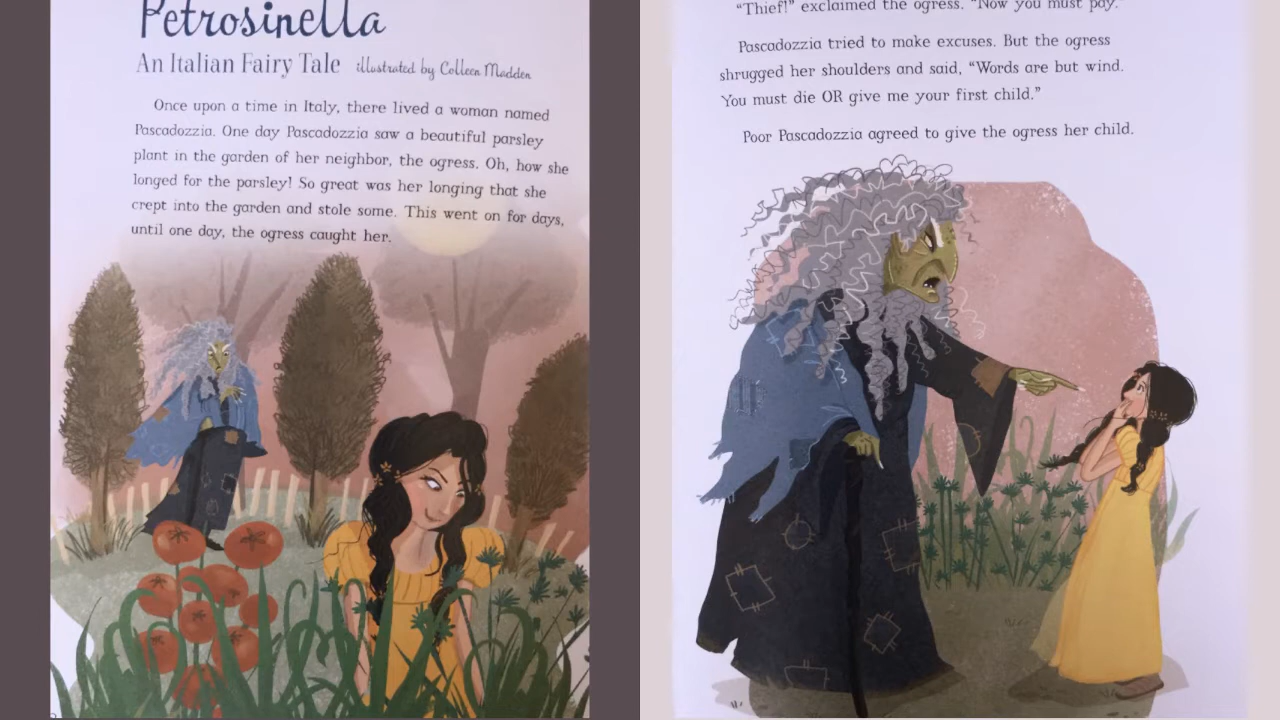 Petrosinella
An Italian Fairy Tale illustrated by Colleen Madden
Once upon a time in Italy, there lived a woman named
Pascadozzia. One day Pascadozzia saw a beautiful parsley
plant in the garden of her neighbor, the ogress. Oh, how she
longed for the parsley! So great was her longing that she
crept into the garden and stole some. This went on for days,
until one day, the ogress caught her.
“Thief!” exclaimed the ogress. “Now you must pay.”
Pascadozzia tried to make excuses. But the ogress
shrugged her shoulders and said, “Words are but wind.
You must die OR give me your first child.”
Poor Pascadozzia agreed to give the ogress her child.